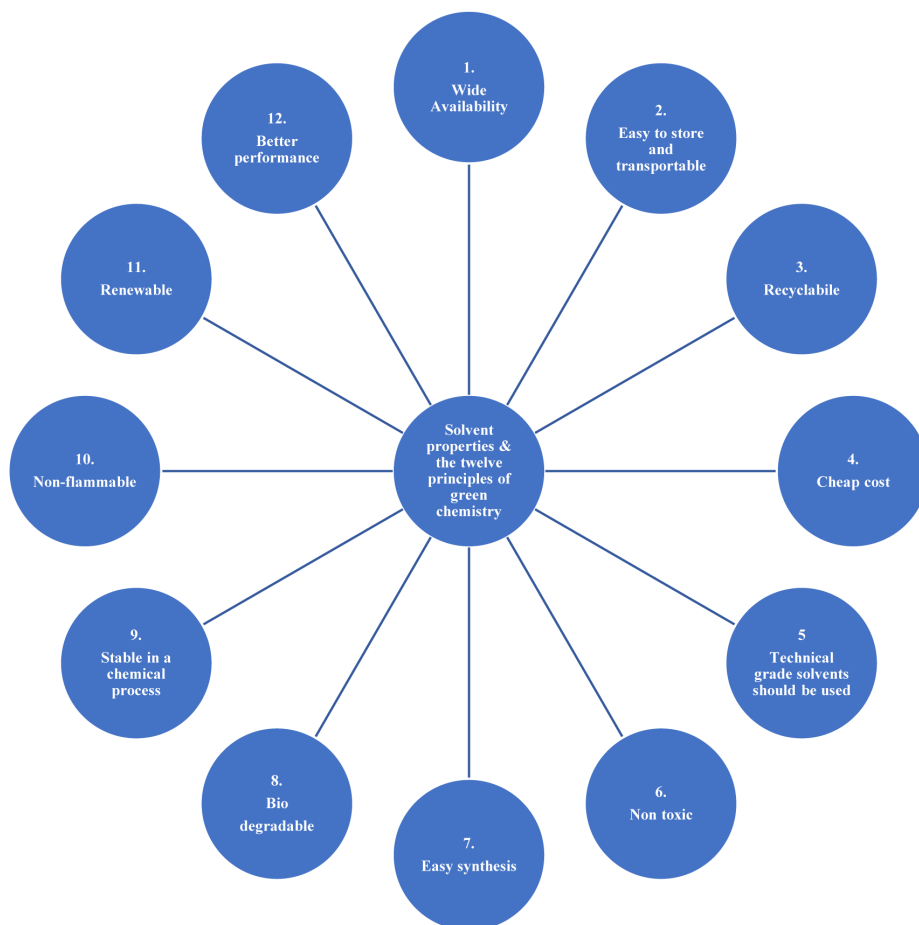 1.
Wide
Availability
2.
Easy to store
and
transportable
3.
Recyclabile
4.
Cheap cost
5
Technical
grade solvents
should be used
6.
Non toxic
7.
Easy synthesis
8.
Bio
degradable
9.
Stable in a
chemical
process
10.
Non-flammable
11.
Renewable
12.
Better
performance
Solvent
properties &
the twelve
principles of
green
chemistry